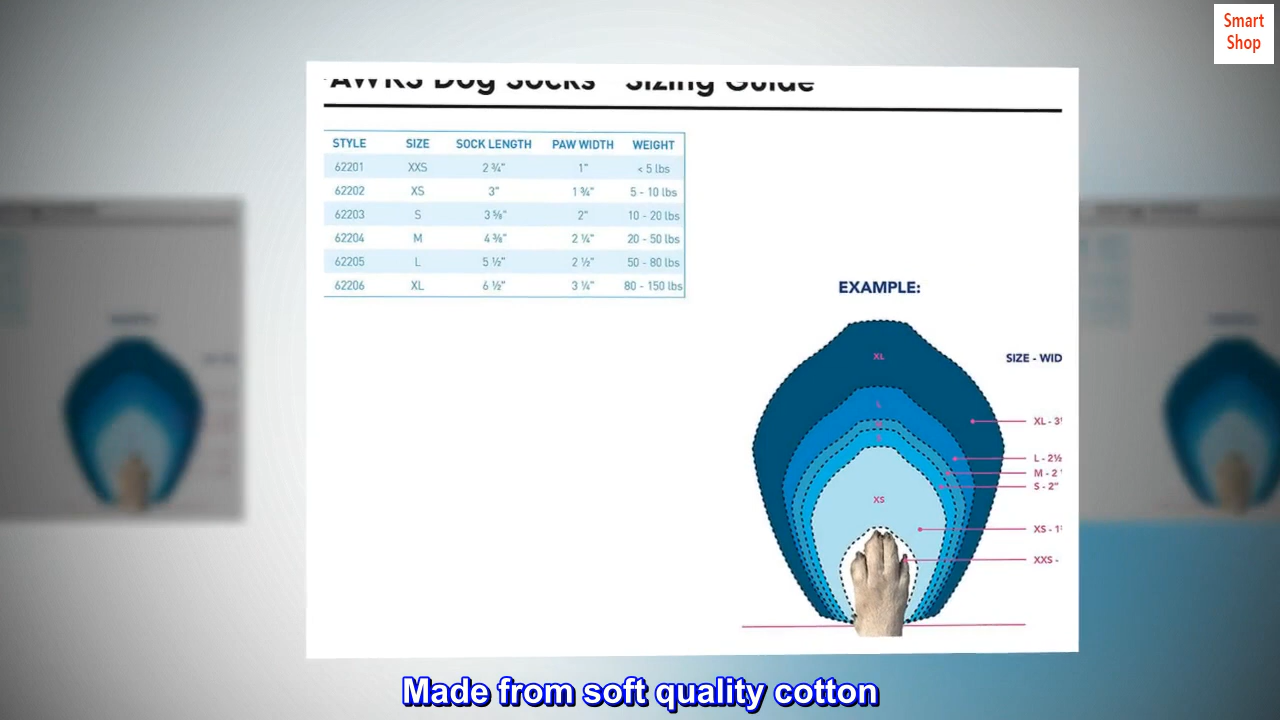 Smart
Shop
AWKS Dog Socks - Sizing Guide
STYLE SIZE SOCK LENGTH PAW WIDTH WEIGHT
62201 XXS 2 ¾" 1" < 5 lbs
62202 XS 3" 1 ¾" 5 - 10 lbs
62203 S 3 ⅝" 2" 10 - 20 lbs
62204 M 4 ⅜" 2 ¼" 20 - 50 lbs
62205 L 5 ½" 2 ½" 50 - 80 lbs
62206 XL 6 ½" 3 ¼" 80 - 150 lbs
EXAMPLE:
XL
SIZE - WID
L
XL - 3
M
S
L - 2½
M - 2
S - 2"
XS
XS - 1
XXS -
Made from soft quality cotton